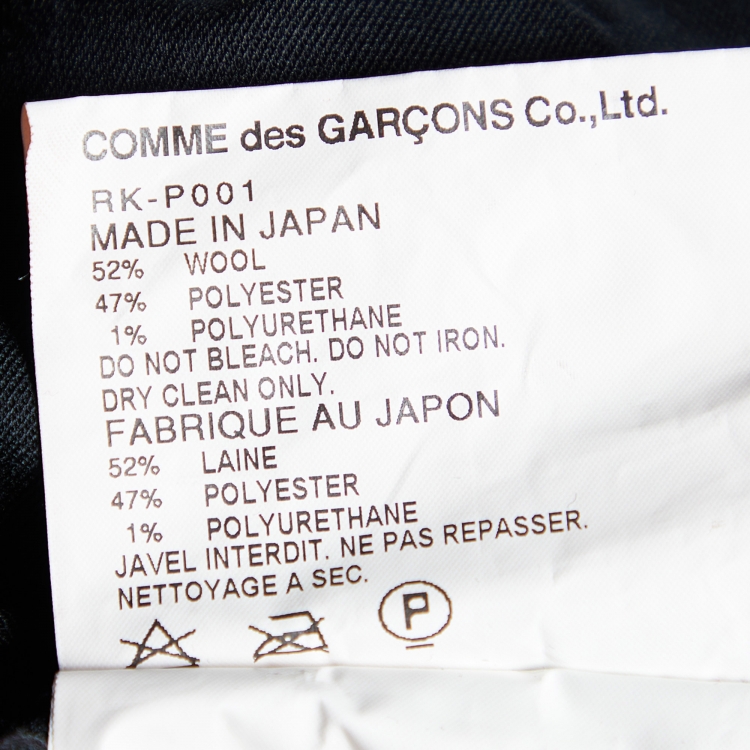 COMME des GARÇONS Co.,Ltd.
RK-P001
MADE IN JAPAN
52% WOOL
47% POLYESTER
1% POLYURETHANE
DO NOT BLEACH. DO NOT IRON.
DRY CLEAN ONLY.
FABRIQUE AU JAPON
52% LAINE
47% POLYESTER
1% POLYURETHANE
JAVEL INTERDIT. NE PAS REPASSER.
NETTOYAGE A SEC.
P